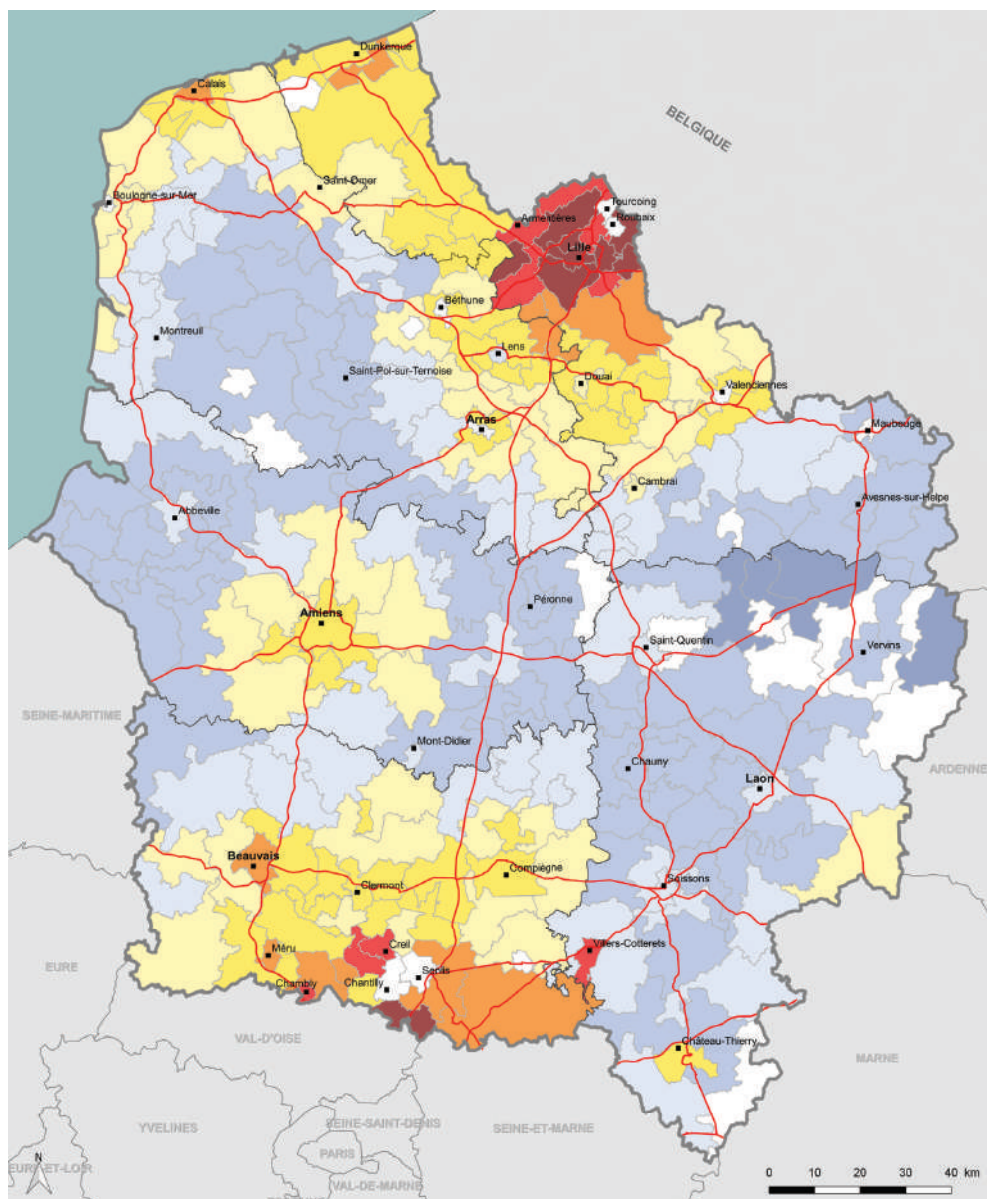 Dunkerque
Calais
BELGIQUE
Saint-Omer
Boulogne-sur-Mer
Tourcoing
Armentières
Roubaix
Lille
Béthune
Montreuil
Lens
Saint-Pol-sur-Ternoise
Douai
Valenciennes
Arras
Maubeuge
Cambrai
Avesnes-sur-Helpe
Abbeville
Péronne
Amiens
Saint-Quentin
Vervins
SEINE-MARITIME
Mont-Didier
Chauny
ARDENNE
Laon
Beauvais
Compiègne
Soissons
Clermont
Méru
Creil
Villers-Cotterets
EURE
Senlis
Chambly
Chantilly
VAL-D'OISE
Château-Thierry
MARNE
YVELINES
SEINE-SAINT-DENIS
SEINE-ET-MARNE
PARIS
N
EURE-ET-LOIR
VAL-DE-MARNE
0 10 20 30 40 km